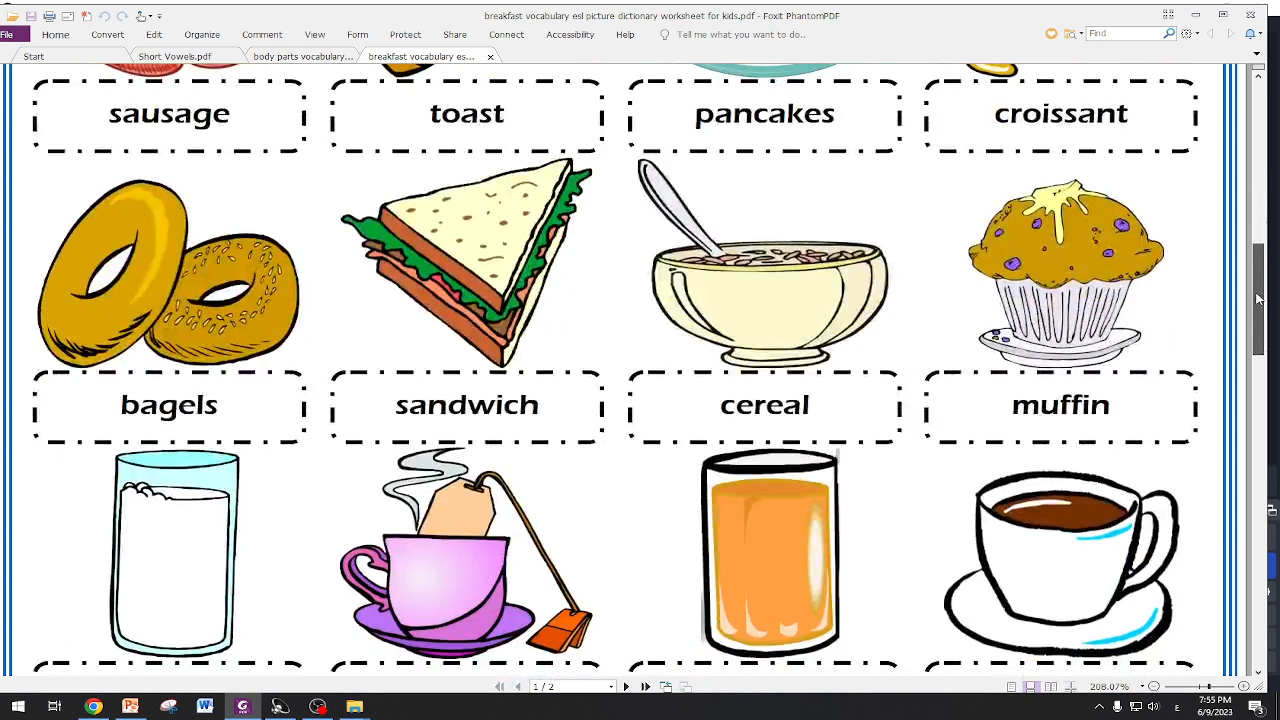 breakfast vocabulary esl picture dictionary worksheet for kids.pdf - Foxit PhantomPDF
File Home Convert Edit Organize Comment View Form Protect Share Connect Accessibility Help Tell me what you want to do.. Find
Start Short Vowels.pdf body parts vocabulary... breakfast vocabulary es...
sausage toast pancakes croissant
bagels sandwich cereal muffin
1 / 2 208.07%
7:55 PM
6/9/2023